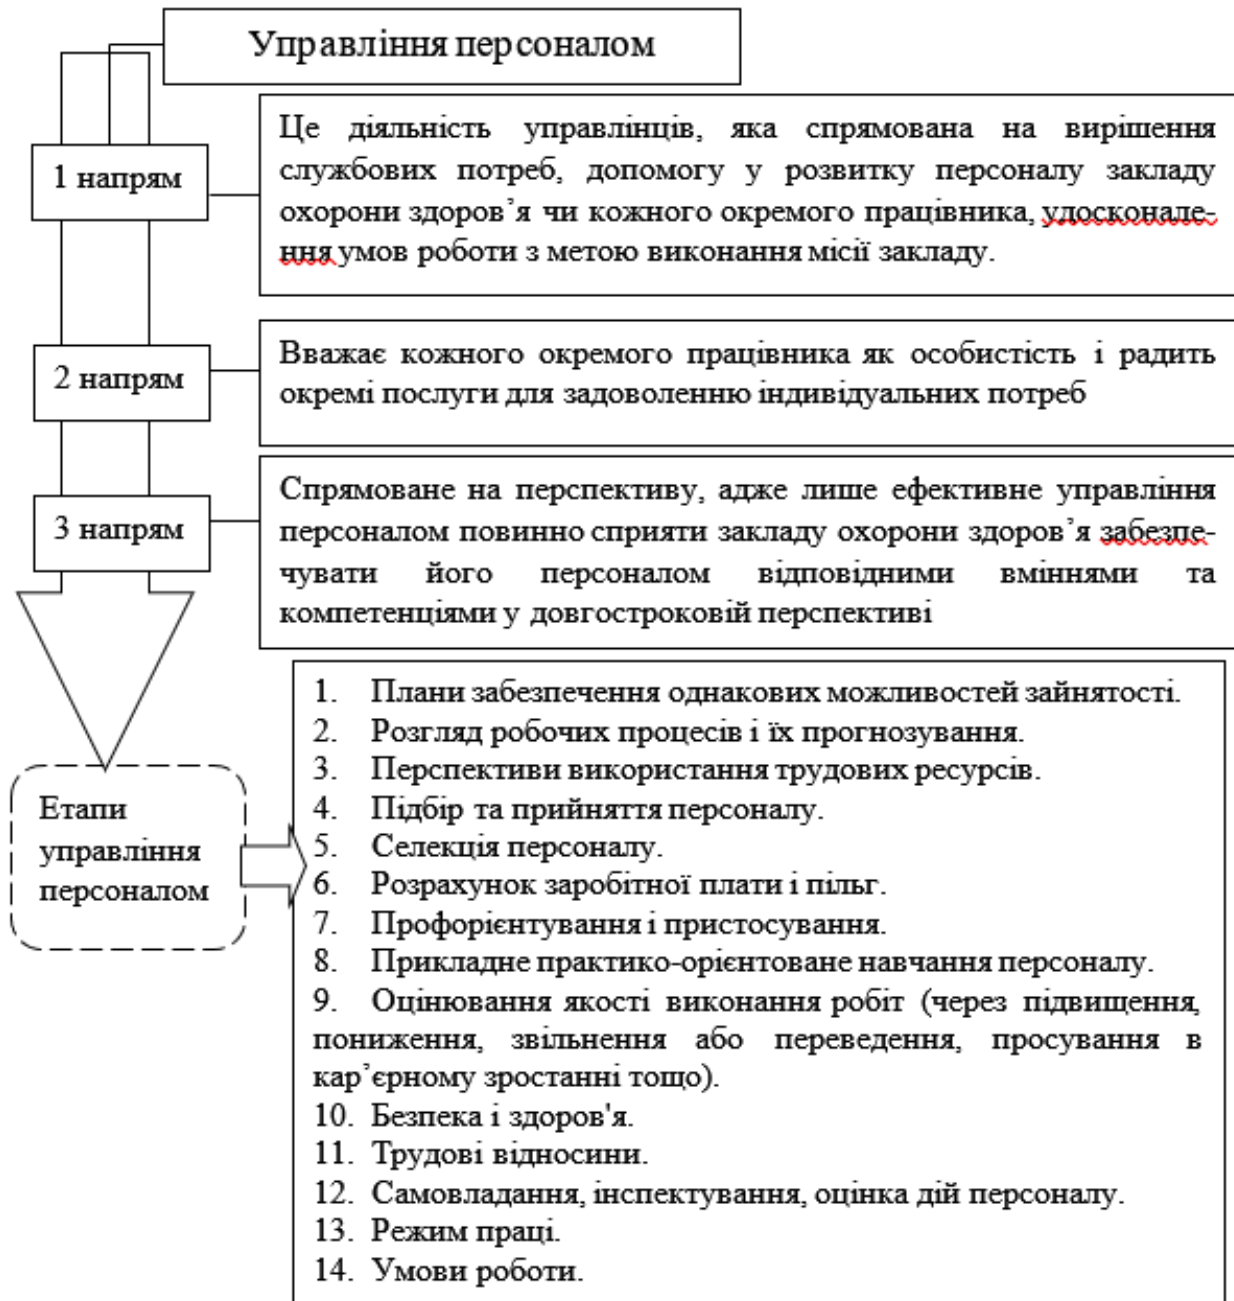 Управління персоналом
1 напрям
Це діяльність управлінців, яка спрямована на вирішення
службових потреб, допомогу у розвитку персоналу закладу
охорони здоров’я чи кожного окремого працівника, удосконале-
ння умов роботи з метою виконання місії закладу.
2 напрям
Вважає кожного окремого працівника як особистість і радить
окремі послуги для задоволенню індивідуальних потреб
3 напрям
Спрямоване на перспективу, адже лише ефективне управління
персоналом повинно сприяти закладу охорони здоров’я забезпе-
чувати його персоналом відповідними вміннями та
компетенціями у довгостроковій перспективі
Етапи
управління
персоналом
1. Плани забезпечення однакових можливостей зайнятості.
2. Розгляд робочих процесів і їх прогнозування.
3. Перспективи використання трудових ресурсів.
4. Підбір та прийняття персоналу.
5. Селекція персоналу.
6. Розрахунок заробітної плати і пільг.
7. Профорієнтування і пристосування.
8. Прикладне практико-орієнтоване навчання персоналу.
9. Оцінювання якості виконання робіт (через підвищення,
пониження, звільнення або переведення, просування в
кар’єрному зростанні тощо).
10. Безпека і здоров'я.
11. Трудові відносини.
12. Самовладання, інспектування, оцінка дій персоналу.
13. Режим праці.
14. Умови роботи.